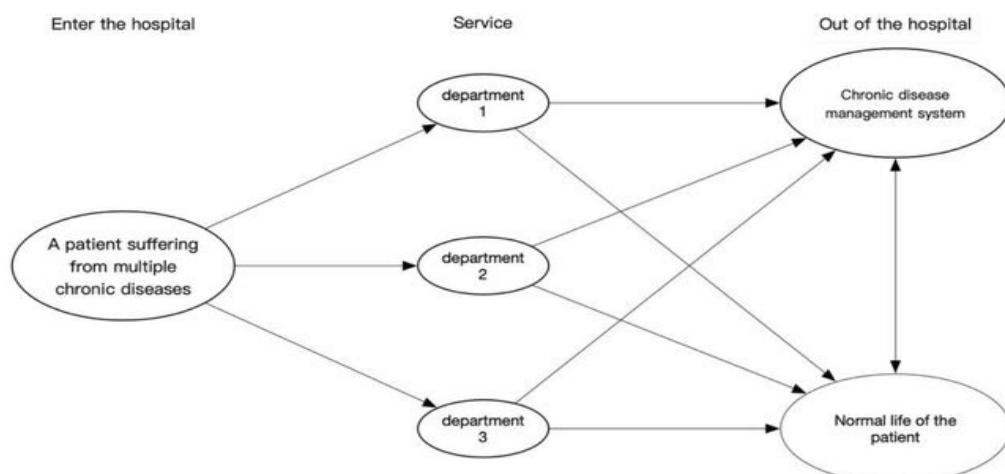 Enter the hospital
Service
Out of the hospital
department
1
Chronic disease
management system
A patient suffering
from multiple
chronic diseases
department
2
department
3
Normal life of the
patient